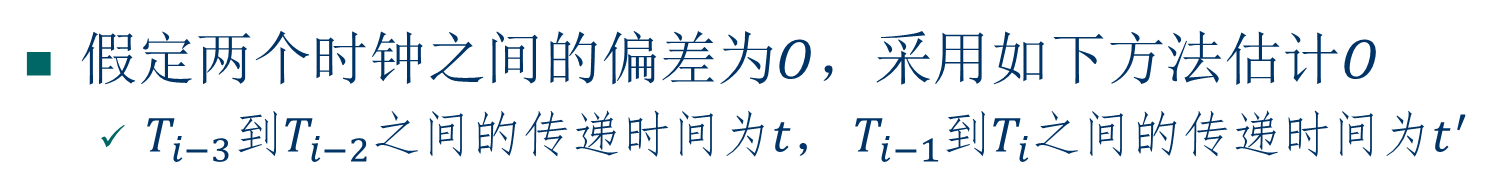 ■ 假定两个时钟之间的偏差为O，采用如下方法估计O
✓ Tᵢ₋₃到Tᵢ₋₂之间的传递时间为t，Tᵢ₋₁到Tᵢ之间的传递时间为t′